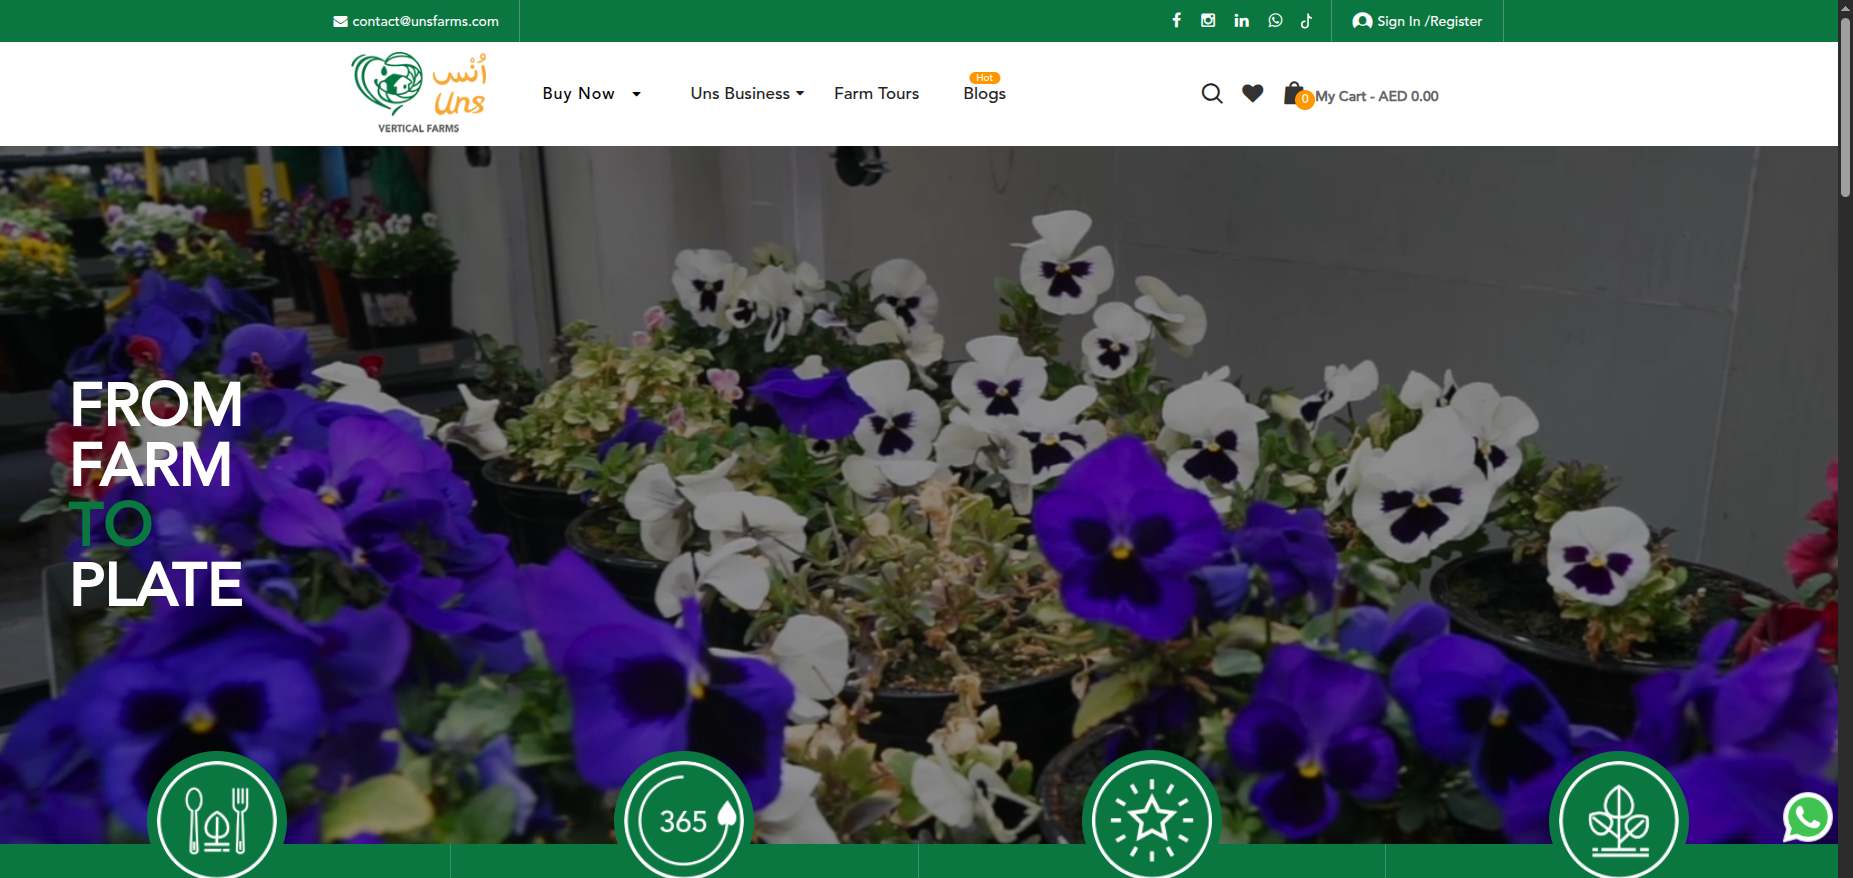 contact@unsfarms.com
Sign In /Register
أُنْس
Uns
VERTICAL FARMS
Buy Now
Uns Business
Farm Tours
Hot
Blogs
0
My Cart - AED 0.00
FROM
FARM
TO
PLATE
365